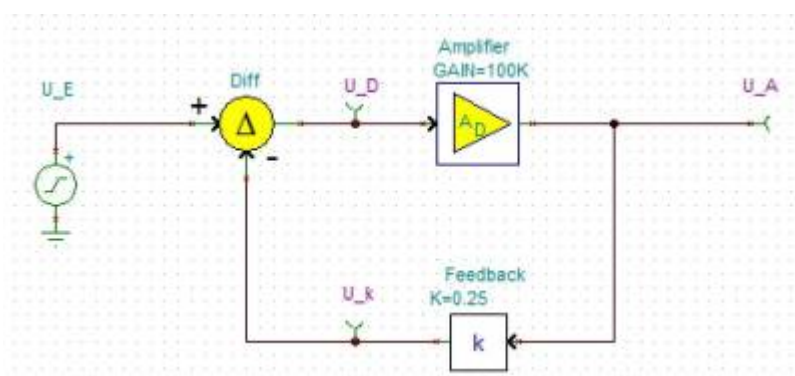 Amplifier
GAIN=100K
U_E
Diff
U_D
U_A
+
Δ
A_D
+
-
Feedback
K=0.25
U_k
k